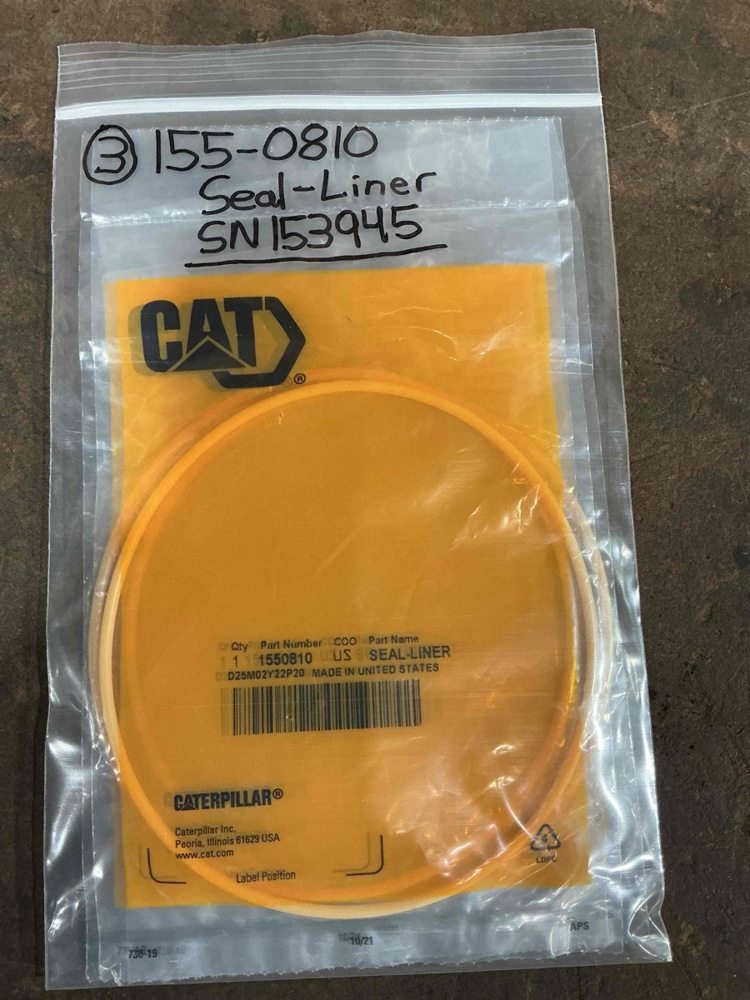 ③ 155-0810
Seal-Liner
SN153945
CAT®
Qty Part Number COO Part Name
1 1550810 US SEAL-LINER
D25M02Y22P20 MADE IN UNITED STATES
CATERPILLAR®
Caterpillar Inc.
Peoria, Illinois 61629 USA
www.cat.com
Label Position
4
LDPE
APS
10/21
738-19